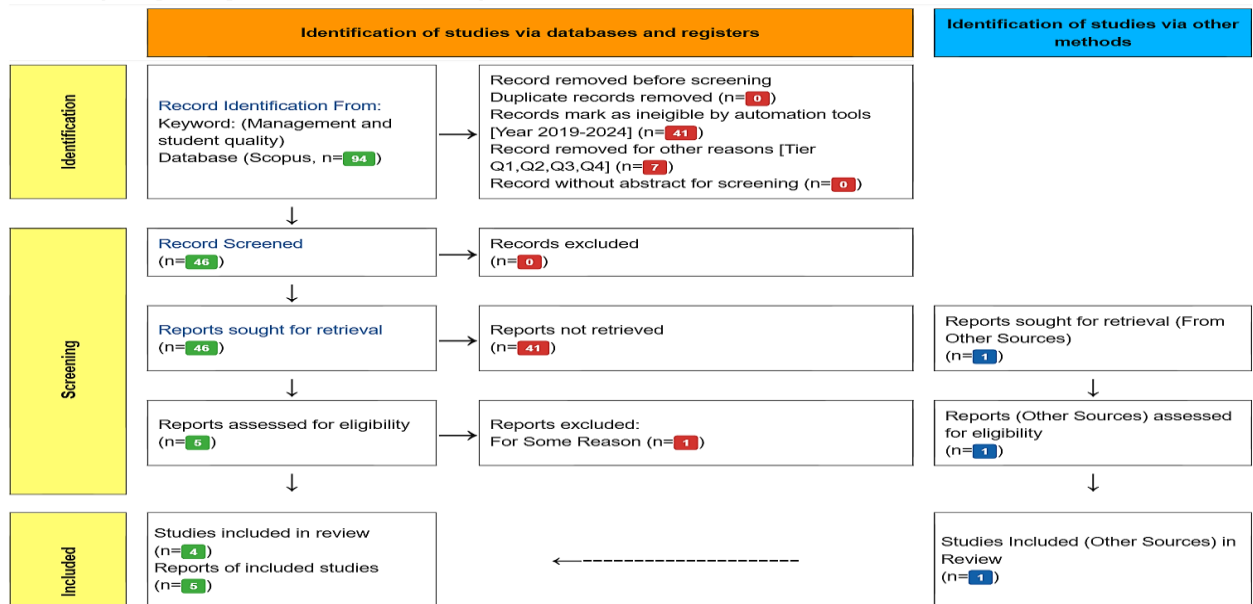 Identification of studies via databases and registers
Identification of studies via other
methods
Identification
Record Identification From:
Keyword: (Management and
student quality)
Database (Scopus, n= 94 )
Record removed before screening
Duplicate records removed (n= 0 )
Records mark as ineigible by automation tools
[Year 2019-2024] (n= 41 )
Record removed for other reasons [Tier
Q1,Q2,Q3,Q4] (n= 7 )
Record without abstract for screening (n= 0 )
Screening
Record Screened
(n= 46 )
Records excluded
(n= 0 )
Reports sought for retrieval
(n= 46 )
Reports not retrieved
(n= 41 )
Reports sought for retrieval (From
Other Sources)
(n= 1 )
Reports assessed for eligibility
(n= 5 )
Reports excluded:
For Some Reason (n= 1 )
Reports (Other Sources) assessed
for eligibility
(n= 1 )
Included
Studies included in review
(n= 4 )
Reports of included studies
(n= 5 )
Studies Included (Other Sources) in
Review
(n= 1 )